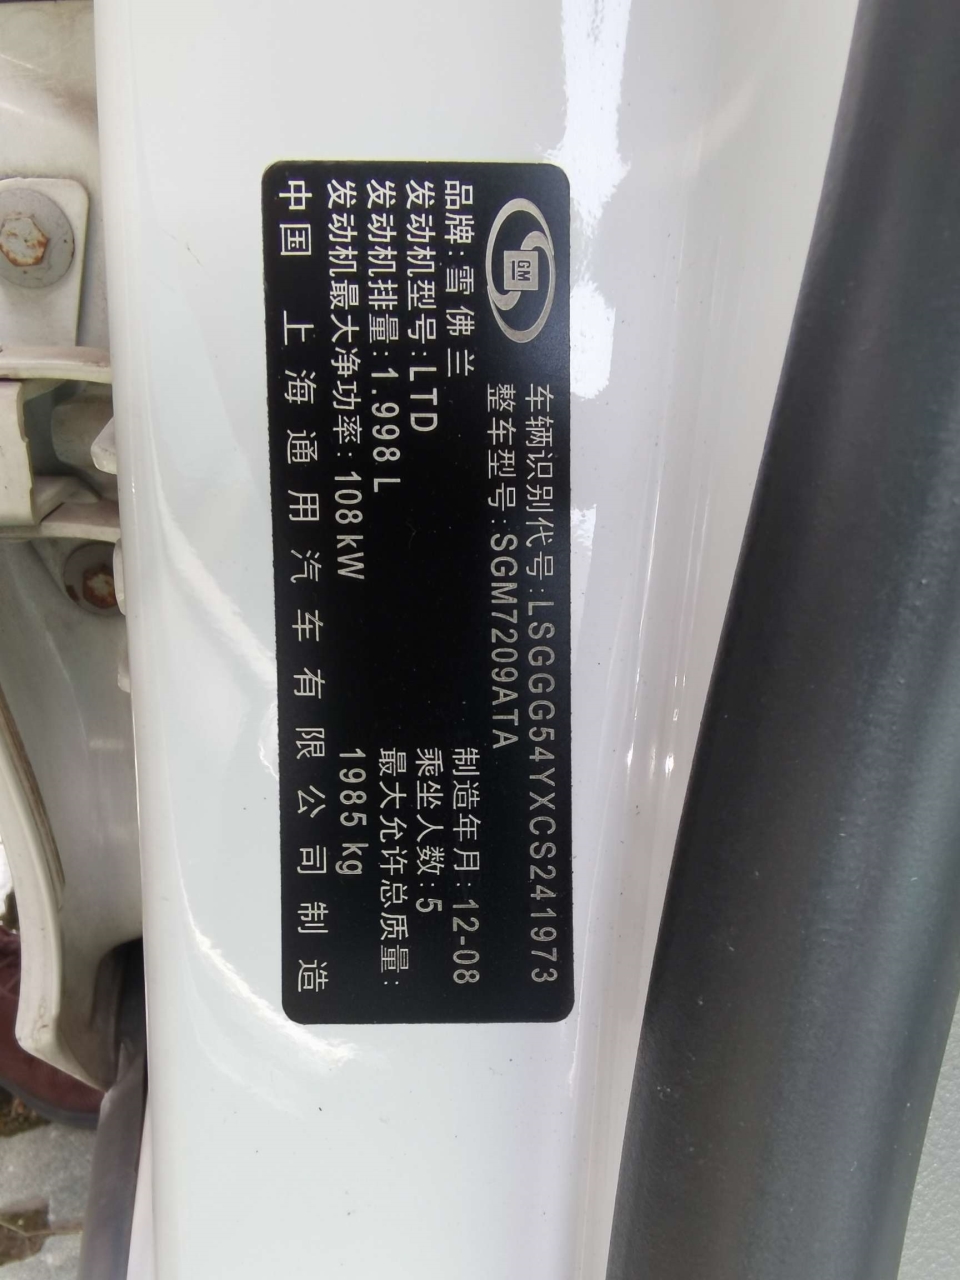 GM
车辆识别代号:LSGGG54YXCS241973
整车型号:SGM7209ATA
品牌:雪佛兰
制造年月:12-08
发动机型号:LTD
乘坐人数:5
发动机排量:1.998L
最大允许总质量:
发动机最大净功率:108kW
1985kg
中国 上海通用汽车有限公司制造